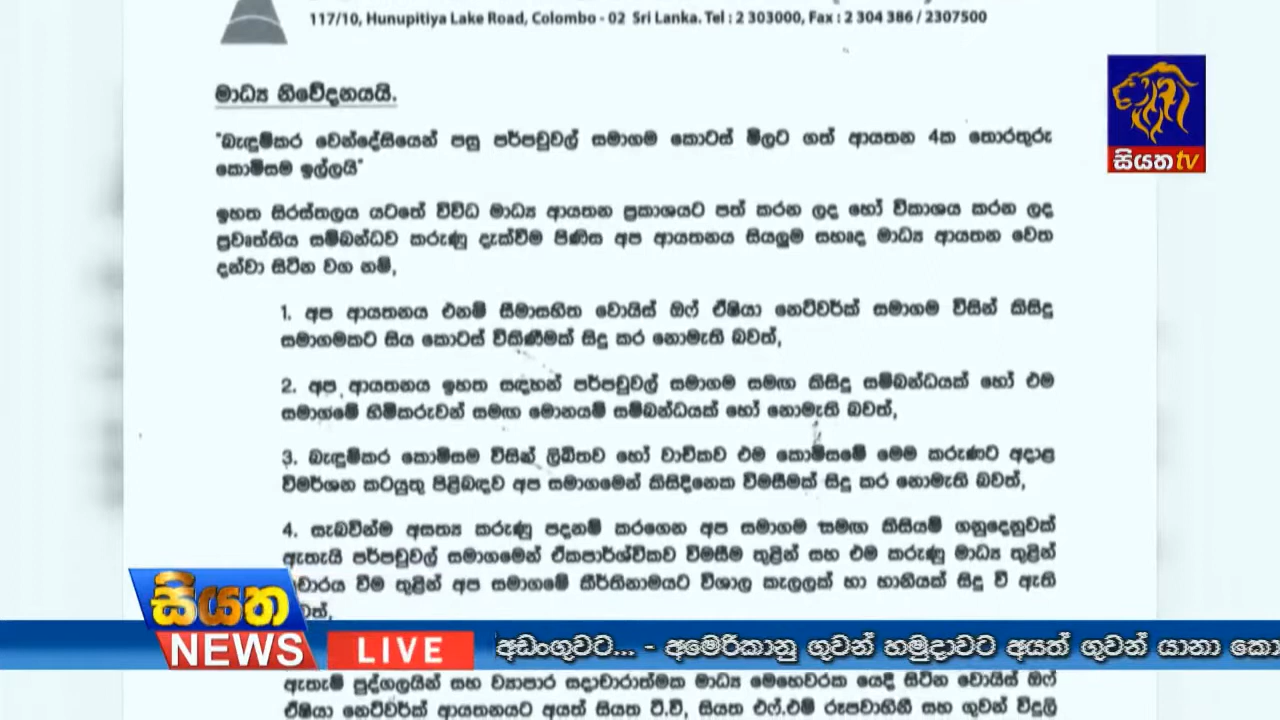 117/10, Hunupitiya Lake Road, Colombo - 02 Sri Lanka. Tel : 2 303000, Fax : 2 304 386 / 2307500
මාධ්‍ය නිවේදනයයි.
"බැඳුම්කර වෙන්දේසියෙන් පසු පර්පචුවල් සමාගම කොටස් මිලට ගත් ආයතන 4ක තොරතුරු
කොමිසම ඉල්ලයි"
ඉහත සිරස්තලය යටතේ විවිධ මාධ්‍ය ආයතන ප්‍රකාශයට පත් කරන ලද හෝ විකාශය කරන ලද
ප්‍රවෘත්තිය සම්බන්ධව කරුණු දැක්වීම පිණිස අප ආයතනය සියලුම සහෘද මාධ්‍ය ආයතන වෙත
දන්වා සිටින වග නම්,
1. අප ආයතනය එනම් සීමාසහිත වොයිස් ඔෆ් ඒෂියා නෙට්වර්ක් සමාගම විසින් කිසිදු
සමාගමකට සිය කොටස් විකිණීමක් සිදු කර නොමැති බවත්,
2. අප ආයතනය ඉහත සඳහන් පර්පචුවල් සමාගම සමඟ කිසිදු සම්බන්ධයක් හෝ එම
සමාගමේ හිමිකරුවන් සමඟ මොනයම් සම්බන්ධයක් හෝ නොමැති බවත්,
3. බැඳුම්කර කොමිසම විසින් ලිඛිතව හෝ වාචිකව එම කොමිසමේ මෙම කරුණට අදාළ
විමර්ශන කටයුතු පිළිබඳව අප සමාගමෙන් කිසිදිනෙක විමසීමක් සිදු කර නොමැති බවත්,
4. සැබවින්ම අසත්‍ය කරුණු පදනම් කරගෙන අප සමාගම සමඟ කිසියම් ගනුදෙනුවක්
ඇතැයි පර්පචුවල් සමාගමෙන් ඒකපාර්ශ්විකව විමසීම තුළින් සහ එම කරුණු මාධ්‍ය තුළින්
වීම තුළින් අප සමාගමේ කීර්තිනාමයට විශාල කැලලක් හා හානියක් සිදු වී ඇති
ඇතැම් පුද්ගලයින් සහ ව්‍යාපාර සදාචාරාත්මක මාධ්‍ය මෙහෙවරක යෙදී සිටින වොයිස් ඔෆ්
ඒෂියා නෙට්වර්ක් ආයතනයට අයත් සියත ටී.වී, සියත එෆ්.එම් රූපවාහිනී සහ ගුවන් විදුලි
සියත tv
සියත
NEWS
LIVE
අඩංගුවට... - අමෙරිකානු ගුවන් හමුදාවට අයත් ගුවන් යානා